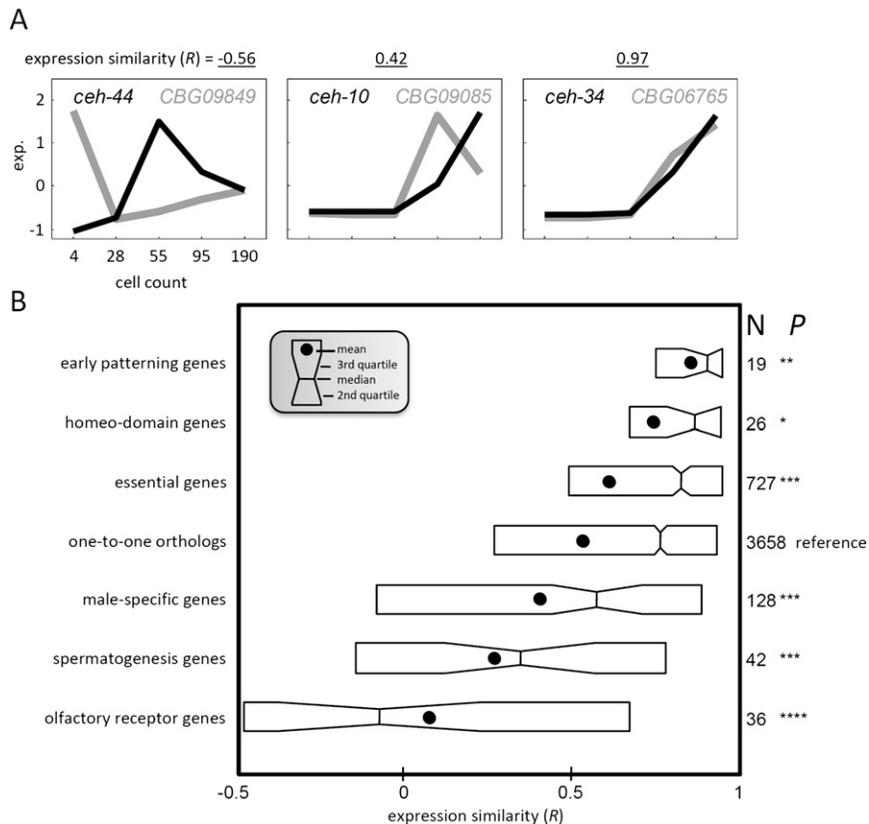 A
expression similarity (R) = -0.56 0.42 0.97
ceh-44 CBG09849 ceh-10 CBG09085 ceh-34 CBG06765
2
1
0
-1
exp.
4 28 55 95 190
cell count
B
N P
mean
3rd quartile
median
2nd quartile
early patterning genes 19 **
homeo-domain genes 26 *
essential genes 727 ***
one-to-one orthologs 3658 reference
male-specific genes 128 ***
spermatogenesis genes 42 ***
olfactory receptor genes 36 ****
-0.5 0 0.5 1
expression similarity (R)